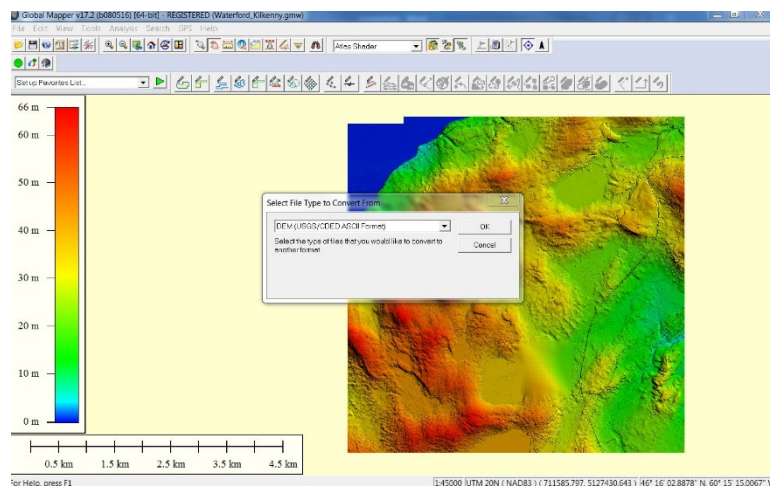 Global Mapper v17.2 (b080516) [64-bit] - REGISTERED (Waterford_Kilkenny.gmw)
File Edit View Tools Analysis Search GPS Help
Atlas Shader
Setup Favorites List...
66 m
60 m
50 m
40 m
30 m
20 m
10 m
0 m
Select File Type to Convert From
DEM (USGS/CDED ASCII Format)
OK
Select the type of files that you would like to convert to
another format
Cancel
0.5 km 1.5 km 2.5 km 3.5 km 4.5 km
For Help, press F1
1:45000 UTM 20N ( NAD83 ) ( 711585.797, 5127430.643 ) 46° 16' 02.8878" N, 60° 15' 15.0067" W